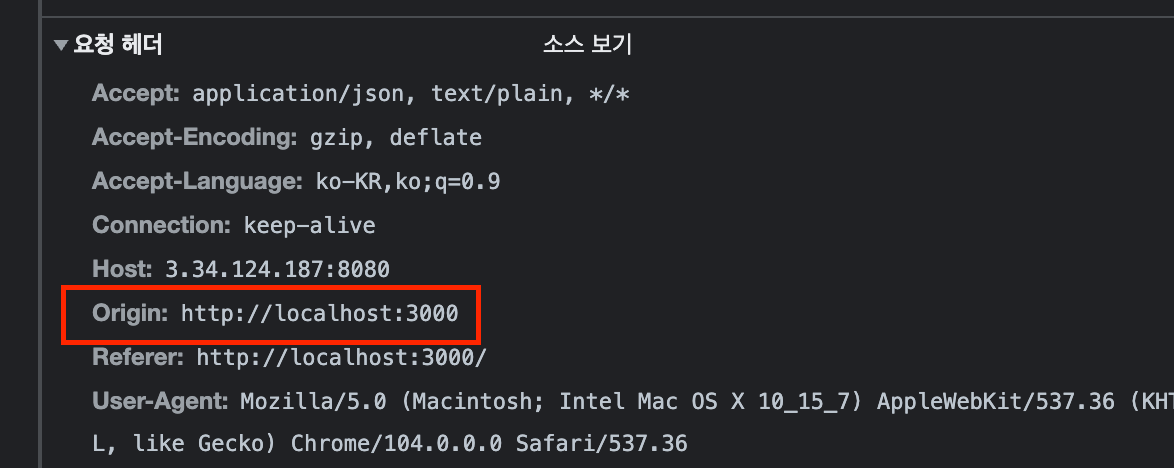 요청 헤더 소스 보기
Accept: application/json, text/plain, */*
Accept-Encoding: gzip, deflate
Accept-Language: ko-KR,ko;q=0.9
Connection: keep-alive
Host: 3.34.124.187:8080
Origin: http://localhost:3000
Referer: http://localhost:3000/
User-Agent: Mozilla/5.0 (Macintosh; Intel Mac OS X 10_15_7) AppleWebKit/537.36 (KHT
L, like Gecko) Chrome/104.0.0.0 Safari/537.36